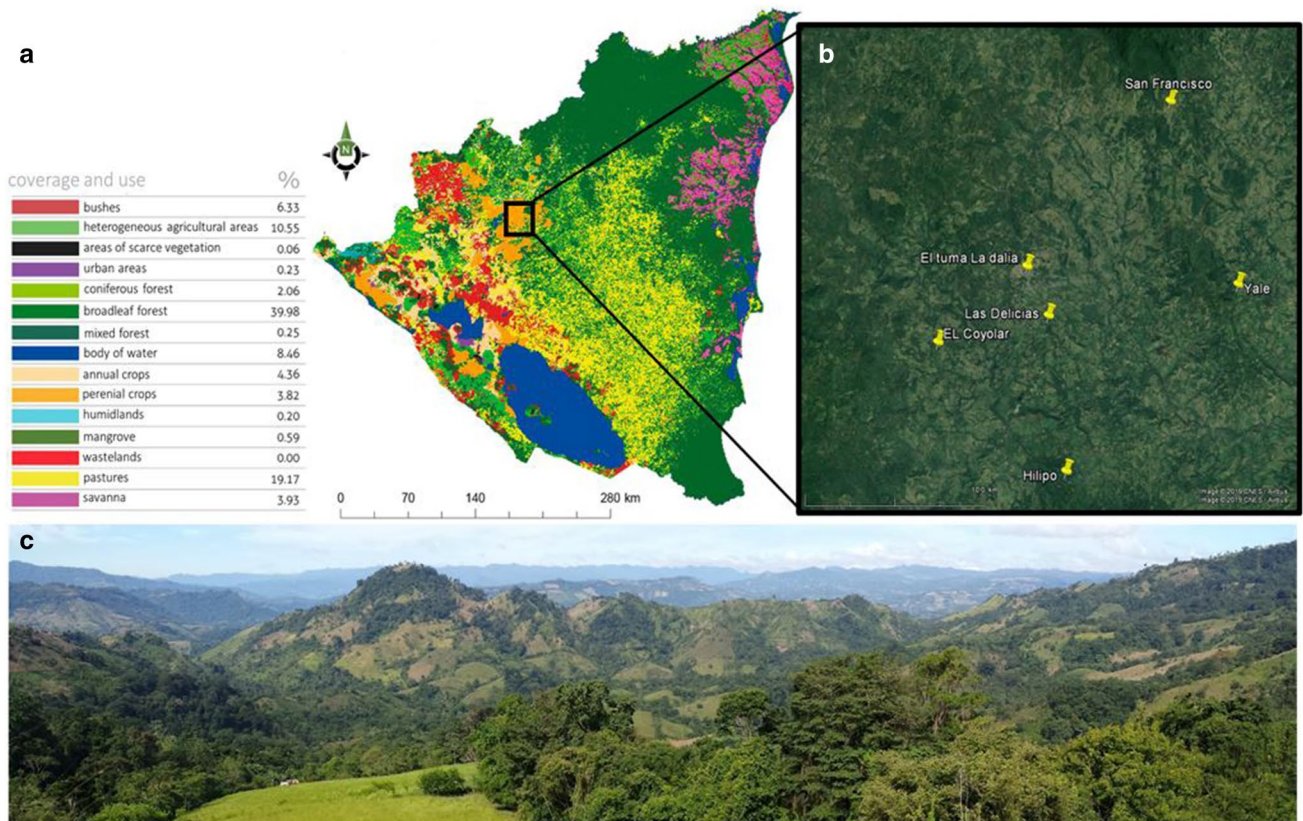 a
N
coverage and use %
bushes 6.33
heterogeneous agricultural areas 10.55
areas of scarce vegetation 0.06
urban areas 0.23
coniferous forest 2.06
broadleaf forest 39.98
mixed forest 0.25
body of water 8.46
annual crops 4.36
perenial crops 3.82
humidlands 0.20
mangrove 0.59
wastelands 0.00
pastures 19.17
savanna 3.93
0 70 140 280 km
b
San Francisco
El tuma La dalia
Yale
Las Delicias
EL Coyolar
Hilipo
c